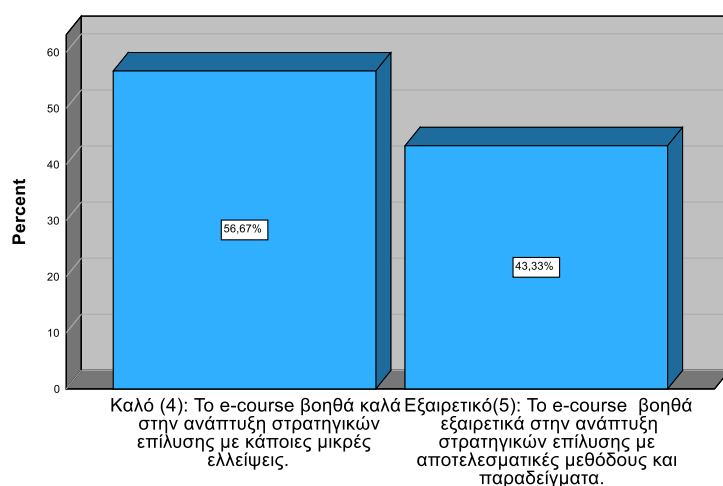 60
50
40
30
20
10
0
Percent
56,67%
43,33%
Καλό (4): Το e-course βοηθά καλά
στην ανάπτυξη στρατηγικών
επίλυσης με κάποιες μικρές
ελλείψεις.
Εξαιρετικό(5): Το e-course βοηθά
εξαιρετικά στην ανάπτυξη
στρατηγικών επίλυσης με
αποτελεσματικές μεθόδους και
παραδείγματα.